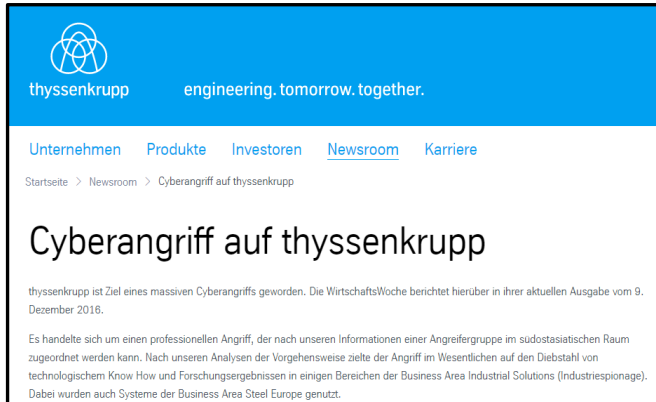 thyssenkrupp
engineering. tomorrow. together.
Unternehmen Produkte Investoren Newsroom Karriere
Startseite > Newsroom > Cyberangriff auf thyssenkrupp
Cyberangriff auf thyssenkrupp
thyssenkrupp ist Ziel eines massiven Cyberangriffs geworden. Die WirtschaftsWoche berichtet hierüber in ihrer aktuellen Ausgabe vom 9.
Dezember 2016.
Es handelte sich um einen professionellen Angriff, der nach unseren Informationen einer Angreifergruppe im südostasiatischen Raum
zugeordnet werden kann. Nach unseren Analysen der Vorgehensweise zielte der Angriff im Wesentlichen auf den Diebstahl von
technologischem Know How und Forschungsergebnissen in einigen Bereichen der Business Area Industrial Solutions (Industriespionage).
Dabei wurden auch Systeme der Business Area Steel Europe genutzt.